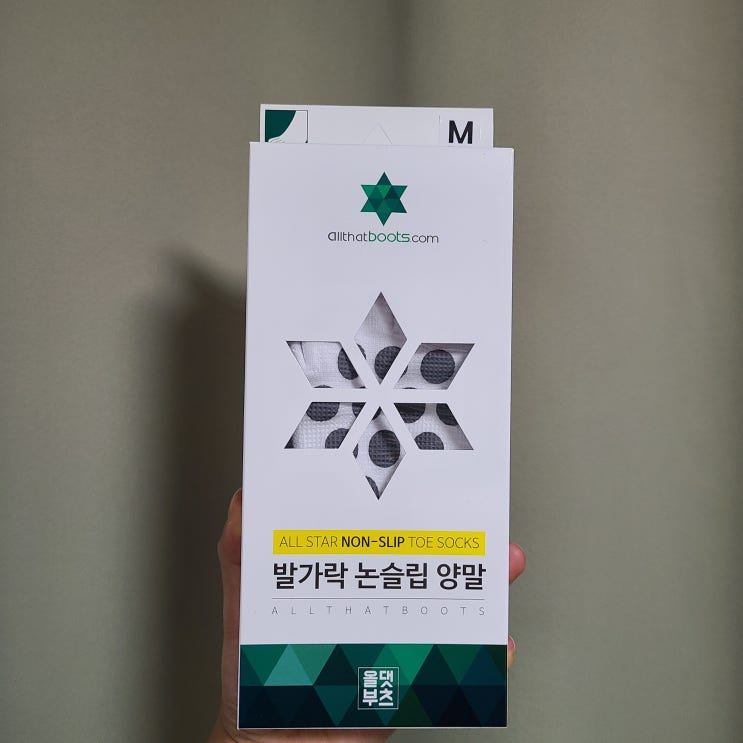 M
allthatboots.com
ALL STAR NON-SLIP TOE SOCKS
발가락 논슬립 양말
ALLTHATBOOTS
올댓
부츠